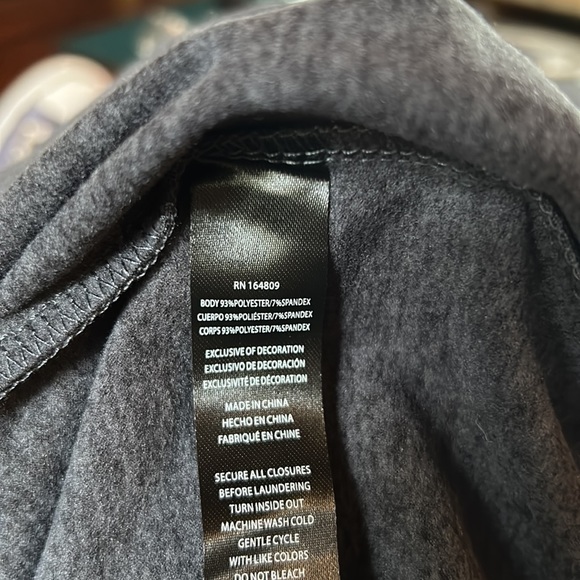 RN 164809
BODY 93%POLYESTER/7%SPANDEX
CUERPO 93%POLIÉSTER/7%SPANDEX
CORPS 93%POLYESTER/7%SPANDEX
EXCLUSIVE OF DECORATION
EXCLUSIVO DE DECORACIÓN
EXCLUSIVITÉ DE DÉCORATION
MADE IN CHINA
HECHO EN CHINA
FABRIQUÉ EN CHINE
SECURE ALL CLOSURES
BEFORE LAUNDERING
TURN INSIDE OUT
MACHINE WASH COLD
GENTLE CYCLE
WITH LIKE COLORS
DO NOT BLEACH